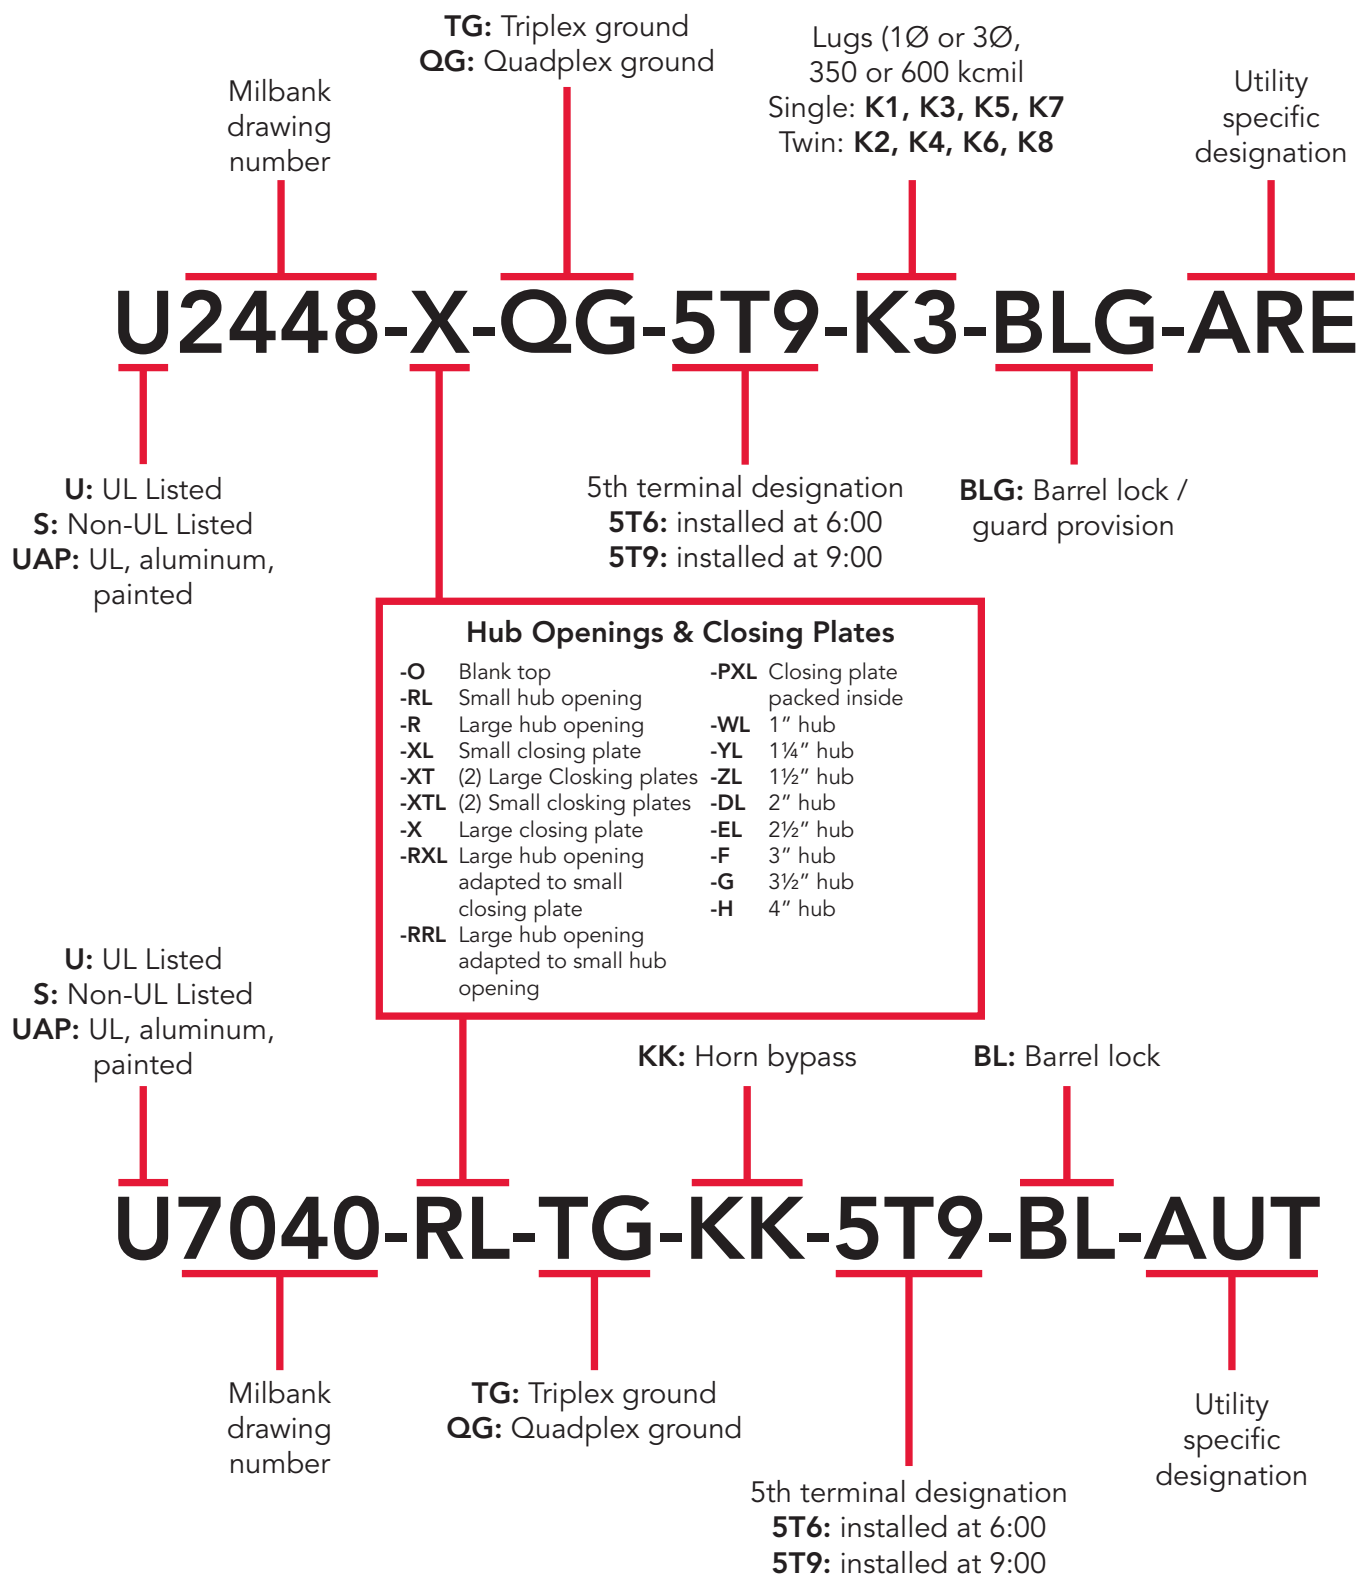 TG: Triplex ground
QG: Quadplex ground
Lugs (1Ø or 3Ø,
350 or 600 kcmil
Single: K1, K3, K5, K7
Twin: K2, K4, K6, K8
Milbank
drawing
number
Utility
specific
designation
U2448-X-QG-5T9-K3-BLG-ARE
U: UL Listed
S: Non-UL Listed
UAP: UL, aluminum,
painted
5th terminal designation
5T6: installed at 6:00
5T9: installed at 9:00
BLG: Barrel lock /
guard provision
Hub Openings & Closing Plates
-O Blank top
-RL Small hub opening
-R Large hub opening
-XL Small closing plate
-XT (2) Large Closking plates
-XTL (2) Small closking plates
-X Large closing plate
-RXL Large hub opening
adapted to small
closing plate
-RRL Large hub opening
adapted to small hub
opening
-PXL Closing plate
packed inside
-WL 1” hub
-YL 1¼” hub
-ZL 1½” hub
-DL 2” hub
-EL 2½” hub
-F 3” hub
-G 3½” hub
-H 4” hub
U: UL Listed
S: Non-UL Listed
UAP: UL, aluminum,
painted
KK: Horn bypass
BL: Barrel lock
U7040-RL-TG-KK-5T9-BL-AUT
Milbank
drawing
number
TG: Triplex ground
QG: Quadplex ground
5th terminal designation
5T6: installed at 6:00
5T9: installed at 9:00
Utility
specific
designation